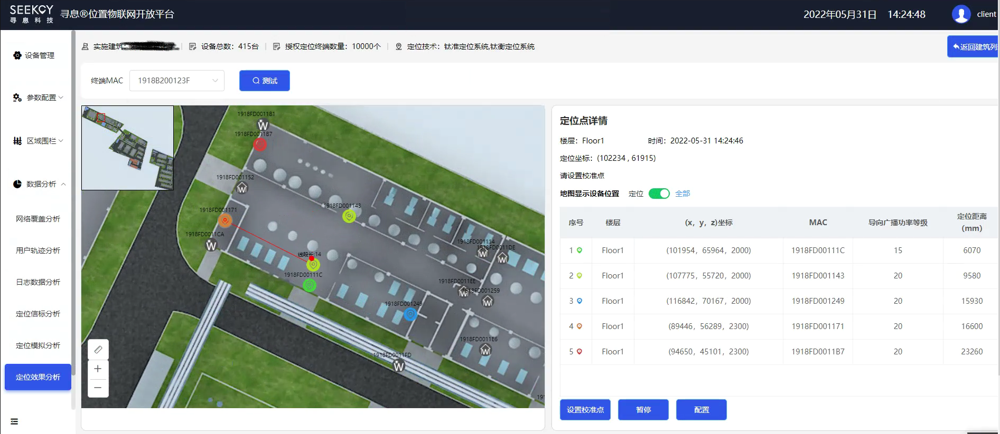 SEEKCY
寻息科技
寻息®位置物联网开放平台
2022年05月31日 14:24:48
client
设备管理
参数配置
区域围栏
数据分析
网络覆盖分析
用户轨迹分析
日志数据分析
定位信标分析
定位模拟分析
定位效果分析
实施建筑:
设备总数：415台
授权定位终端数量：10000个
定位技术：钛准定位系统,钛衡定位系统
返回建筑列
终端MAC 1918B200123F 测试
1918FD001181
1918FD0011B7
1918FD001152
1918FD001171
1918FD001143
1918FD0011CA
1918FD001114
1918FD0011DE
线段长:14
1918FD00111C
1918FD0011EE
1918FD001259
1918FD001249
1918FD0011E6
1918FD0011FD
191
定位点详情
楼层：Floor1 时间：2022-05-31 14:24:46
定位坐标：(102234 , 61915)
请设置校准点
地图显示设备位置 定位 全部
序号 楼层 (x，y，z)坐标 MAC 导向广播功率等级 定位距离
(mm)
1 Floor1 (101954，65964，2000) 1918FD00111C 15 6070
2 Floor1 (107775，55720，2000) 1918FD001143 20 9580
3 Floor1 (116842，70167，2000) 1918FD001249 20 15930
4 Floor1 (89446，56289，2300) 1918FD001171 20 16600
5 Floor1 (94650，45101，2300) 1918FD0011B7 20 23260
设置校准点 暂停 配置